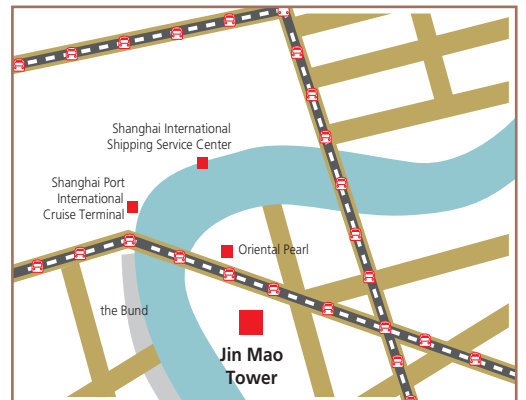 Shanghai International
Shipping Service Center
Shanghai Port
International
Cruise Terminal
Oriental Pearl
the Bund
Jin Mao
Tower